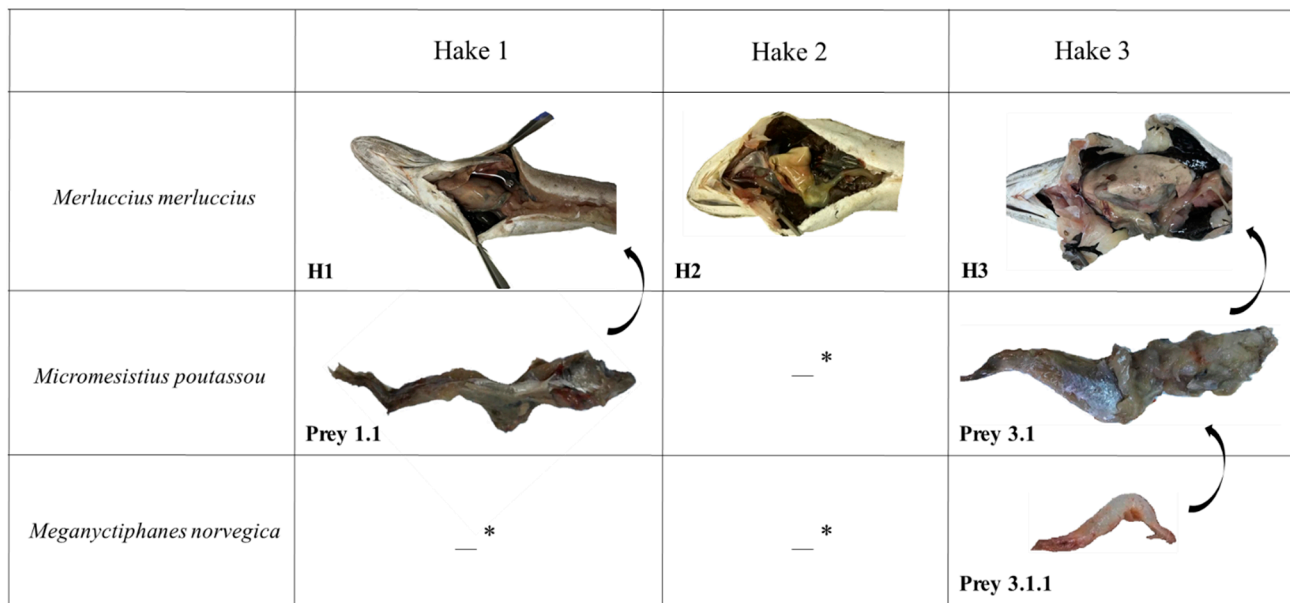 Hake 1
Hake 2
Hake 3
Merluccius merluccius
H1
H2
H3
Micromesistius poutassou
Prey 1.1
__ *
Prey 3.1
Meganyctiphanes norvegica
__ *
__ *
Prey 3.1.1